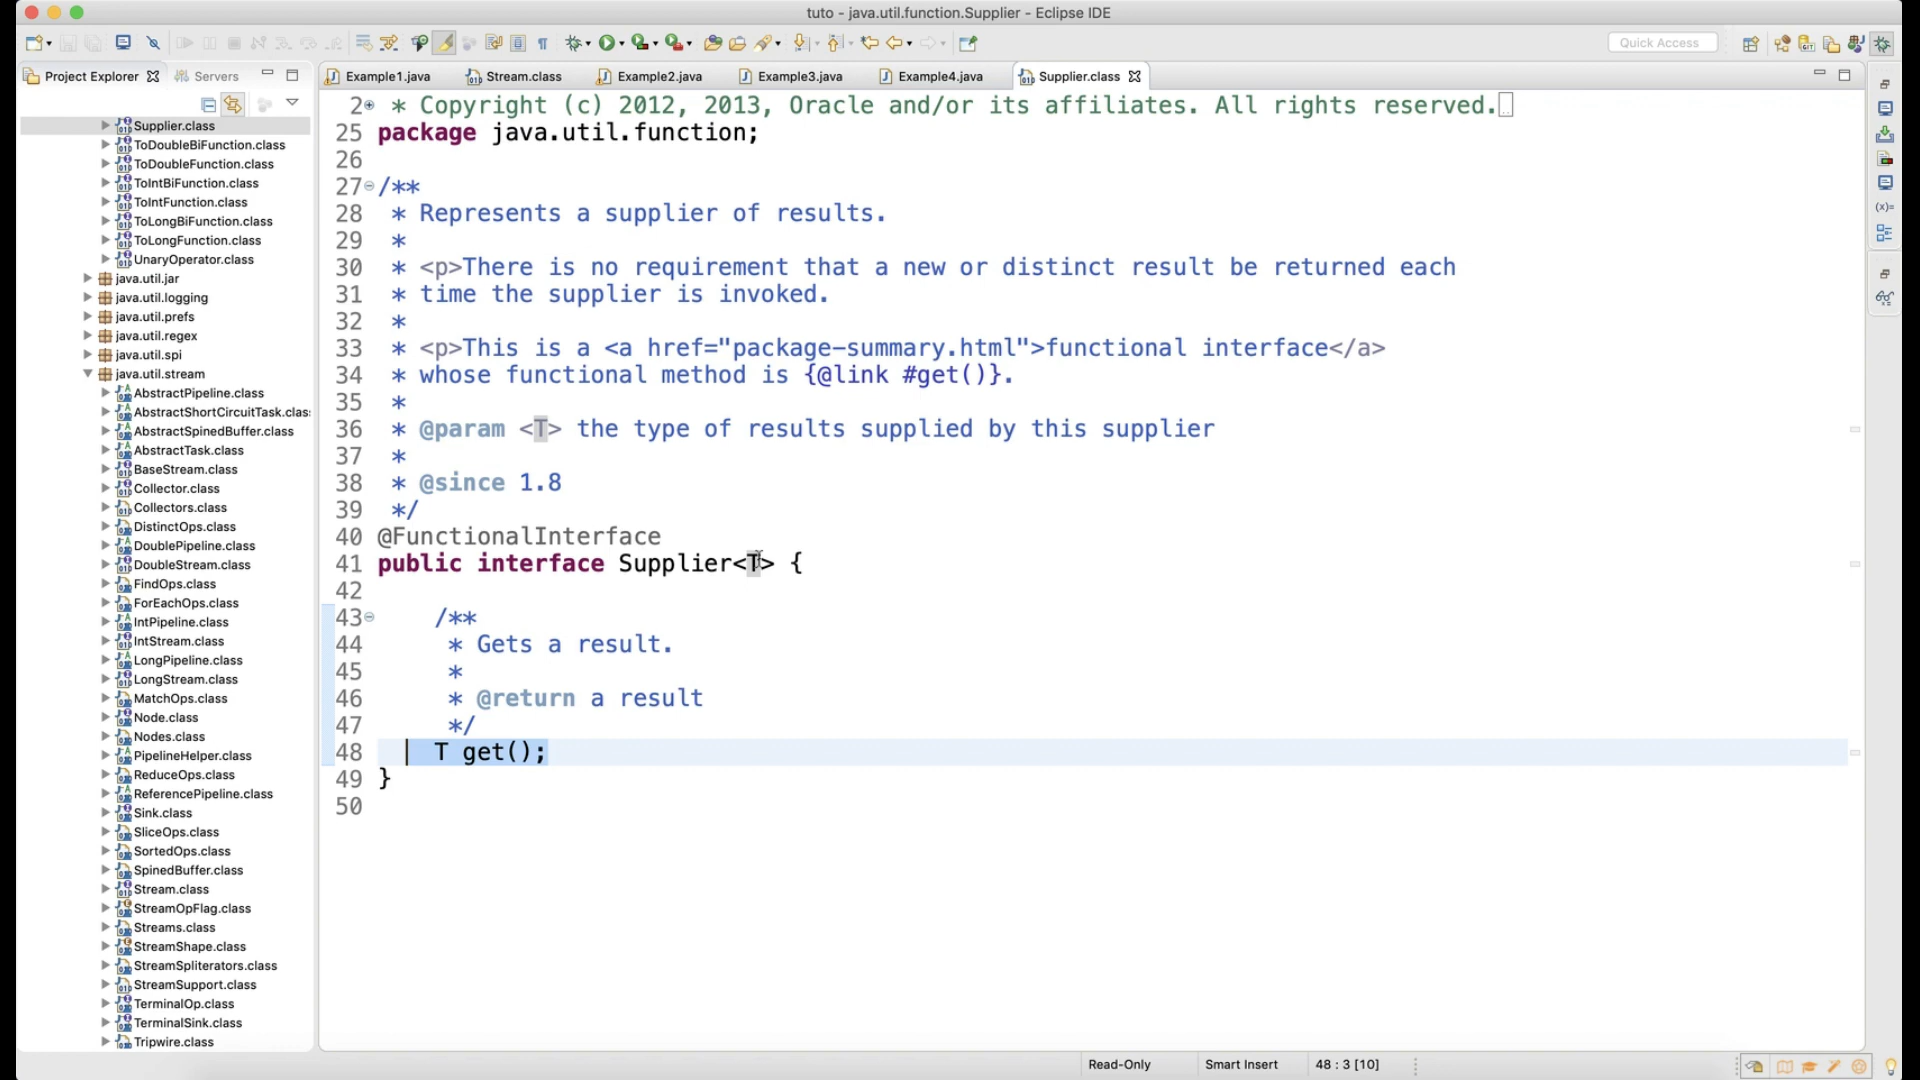 tuto - java.util.function.Supplier - Eclipse IDE
Quick Access
Project Explorer
Servers
Example1.java
Stream.class
Example2.java
Example3.java
Example4.java
Supplier.class
Supplier.class
ToDoubleBiFunction.class
ToDoubleFunction.class
ToIntBiFunction.class
ToIntFunction.class
ToLongBiFunction.class
ToLongFunction.class
UnaryOperator.class
java.util.jar
java.util.logging
java.util.prefs
java.util.regex
java.util.spi
java.util.stream
AbstractPipeline.class
AbstractShortCircuitTask.clas
AbstractSpinedBuffer.class
AbstractTask.class
BaseStream.class
Collector.class
Collectors.class
DistinctOps.class
DoublePipeline.class
DoubleStream.class
FindOps.class
ForEachOps.class
IntPipeline.class
IntStream.class
LongPipeline.class
LongStream.class
MatchOps.class
Node.class
Nodes.class
PipelineHelper.class
ReduceOps.class
ReferencePipeline.class
Sink.class
SliceOps.class
SortedOps.class
SpinedBuffer.class
Stream.class
StreamOpFlag.class
Streams.class
StreamShape.class
StreamSpliterators.class
StreamSupport.class
TerminalOp.class
TerminalSink.class
Tripwire.class
2 * Copyright (c) 2012, 2013, Oracle and/or its affiliates. All rights reserved.
25 package java.util.function;
26
27 /**
28 * Represents a supplier of results.
29 *
30 * <p>There is no requirement that a new or distinct result be returned each
31 * time the supplier is invoked.
32 *
33 * <p>This is a <a href="package-summary.html">functional interface</a>
34 * whose functional method is {@link #get()}.
35 *
36 * @param <T> the type of results supplied by this supplier
37 *
38 * @since 1.8
39 */
40 @FunctionalInterface
41 public interface Supplier<T> {
42
43 /**
44 * Gets a result.
45 *
46 * @return a result
47 */
48 T get();
49 }
50
(x)=
Read-Only
Smart Insert
48 : 3 [10]